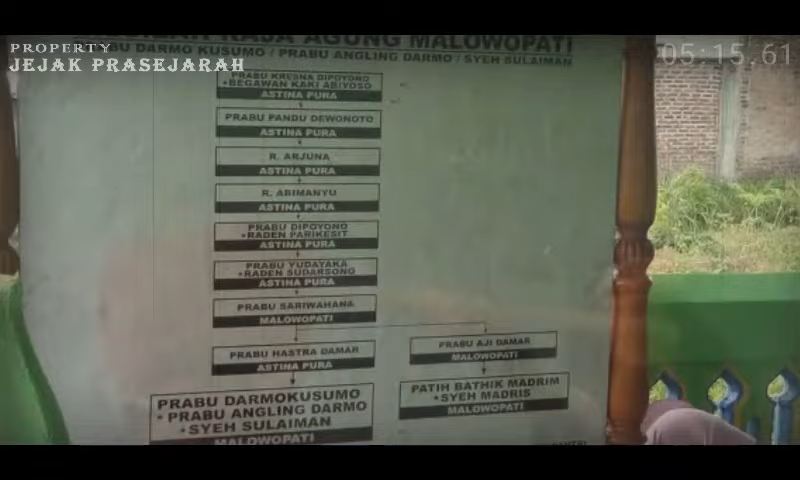 PROPERTY
JEJAK PRASEJARAH
05:15.61
RAJA AGUNG MALOWOPATI
PRABU DARMO KUSUMO / PRABU ANGLING DARMO / SYEH SULAIMAN
PRABU KRESNA DIPOYONO
•BEGAWAN KAKI ABIYOSO
ASTINA PURA
PRABU PANDU DEWONOTO
ASTINA PURA
R. ARJUNA
ASTINA PURA
R. ABIMANYU
ASTINA PURA
PRABU DIPOYONO
•RADEN PARIKESIT
ASTINA PURA
PRABU YUDAYAKA
•RADEN SUDARSONO
ASTINA PURA
PRABU SARIWAHANA
MALOWOPATI
PRABU HASTRA DAMAR
ASTINA PURA
PRABU AJI DAMAR
MALOWOPATI
PRABU DARMOKUSUMO
•PRABU ANGLING DARMO
•SYEH SULAIMAN
MALOWOPATI
PATIH BATHIK MADRIM
•SYEH MADRIS
MALOWOPATI